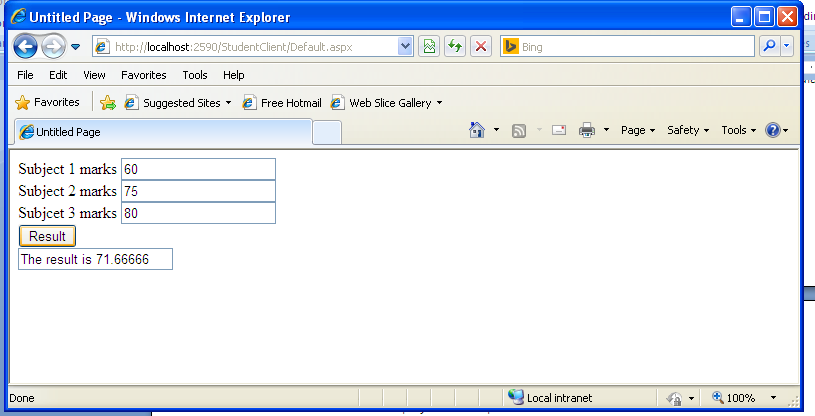 Untitled Page - Windows Internet Explorer
http://localhost:2590/StudentClient/Default.aspx
Bing
File Edit View Favorites Tools Help
Favorites Suggested Sites Free Hotmail Web Slice Gallery
Untitled Page Page Safety Tools
Subject 1 marks 60
Subject 2 marks 75
Subjcet 3 marks 80
Result
The result is 71.66666
Done Local intranet 100%